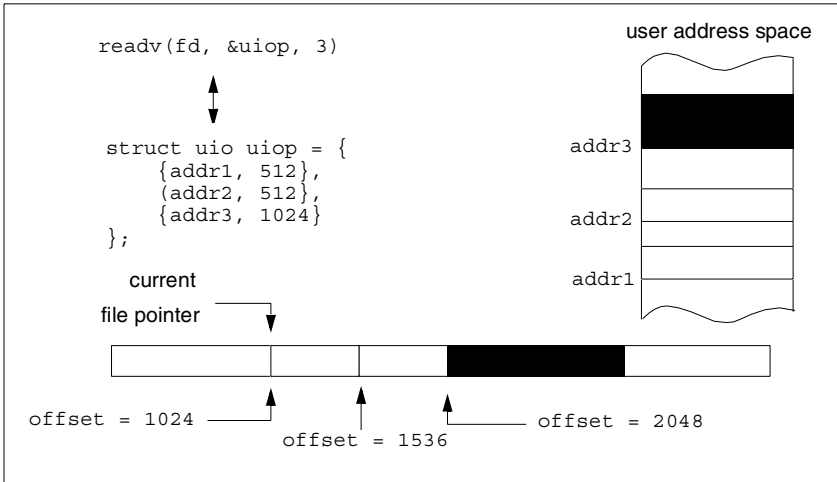 readv(fd, &uiop, 3)
struct uio uiop = {
{addr1, 512},
(addr2, 512},
{addr3, 1024}
};
user address space
addr3
addr2
addr1
current
file pointer
offset = 1024
offset = 1536
offset = 2048